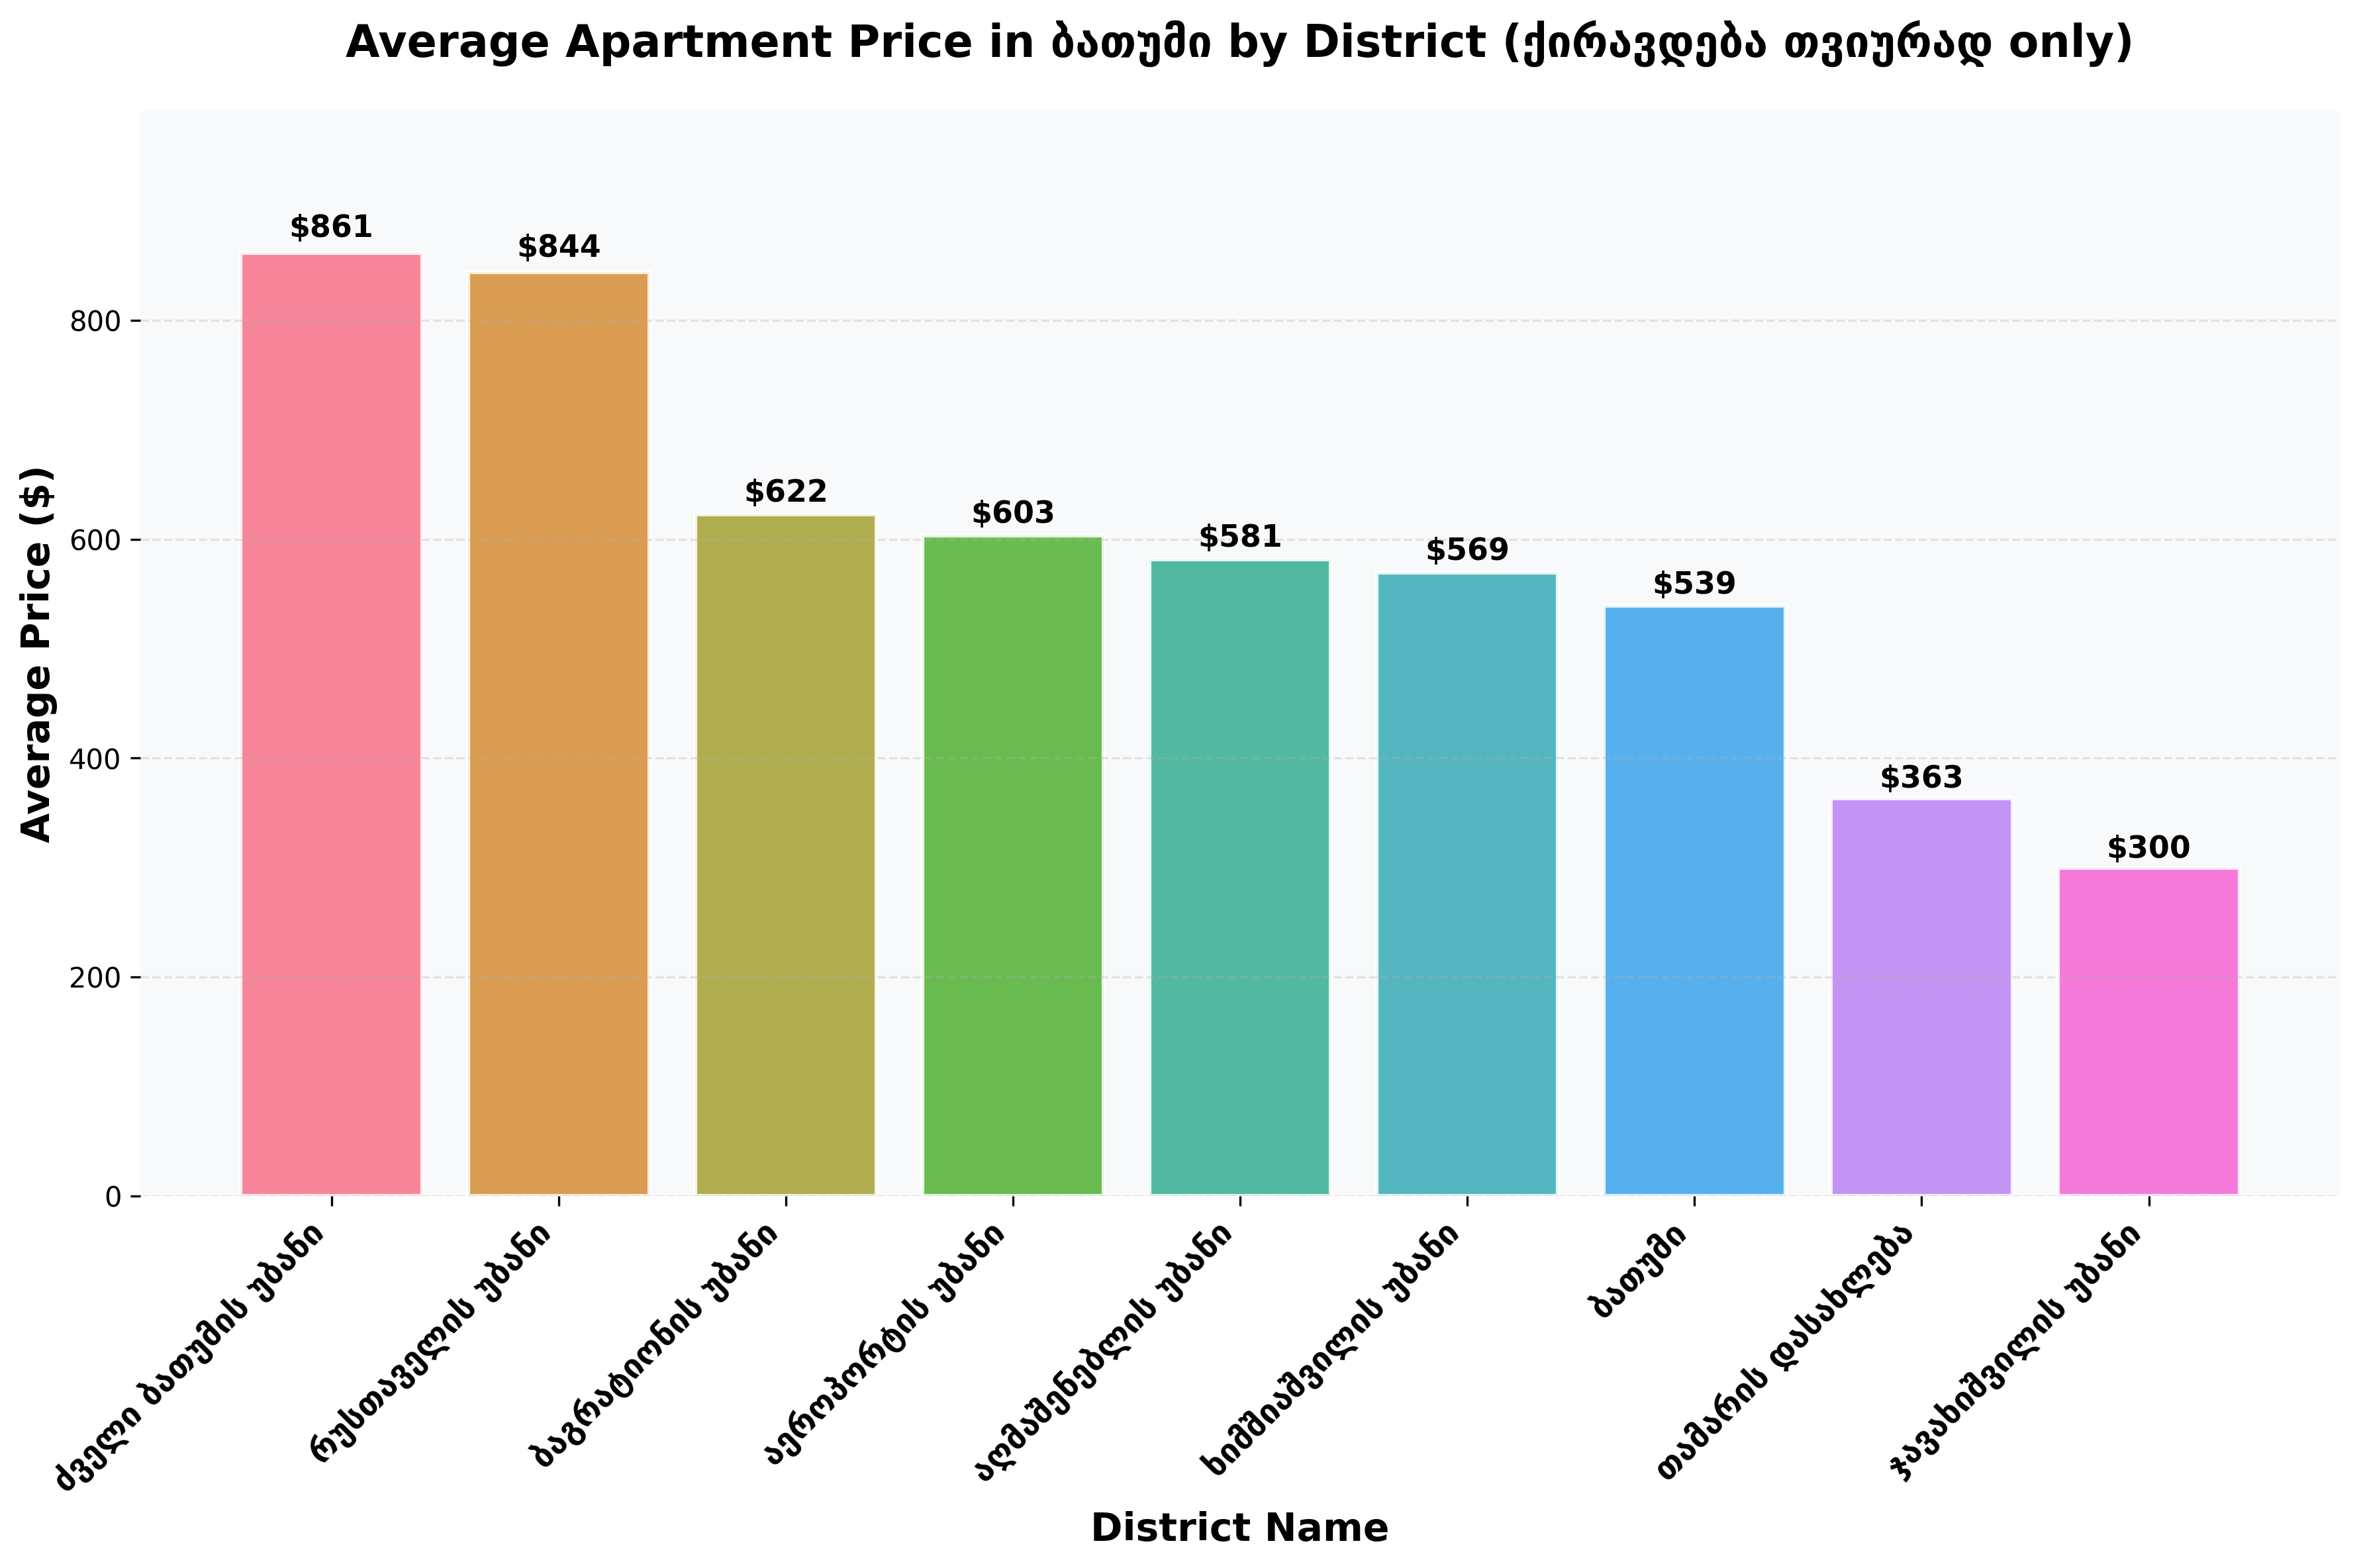 Average Apartment Price in ბათუმი by District (ქირავდება თვიურად only)
Average Price ($)
800
600
400
200
0
$861
$844
$622
$603
$581
$569
$539
$363
$300
ძველი ბათუმის უბანი
რუსთაველის უბანი
ბაგრატიონის უბანი
აეროპორტის უბანი
აღმაშენებლის უბანი
ხიმშიაშვილის უბანი
ბათუმი
თამარის დასახლება
ჯავახიშვილის უბანი
District Name